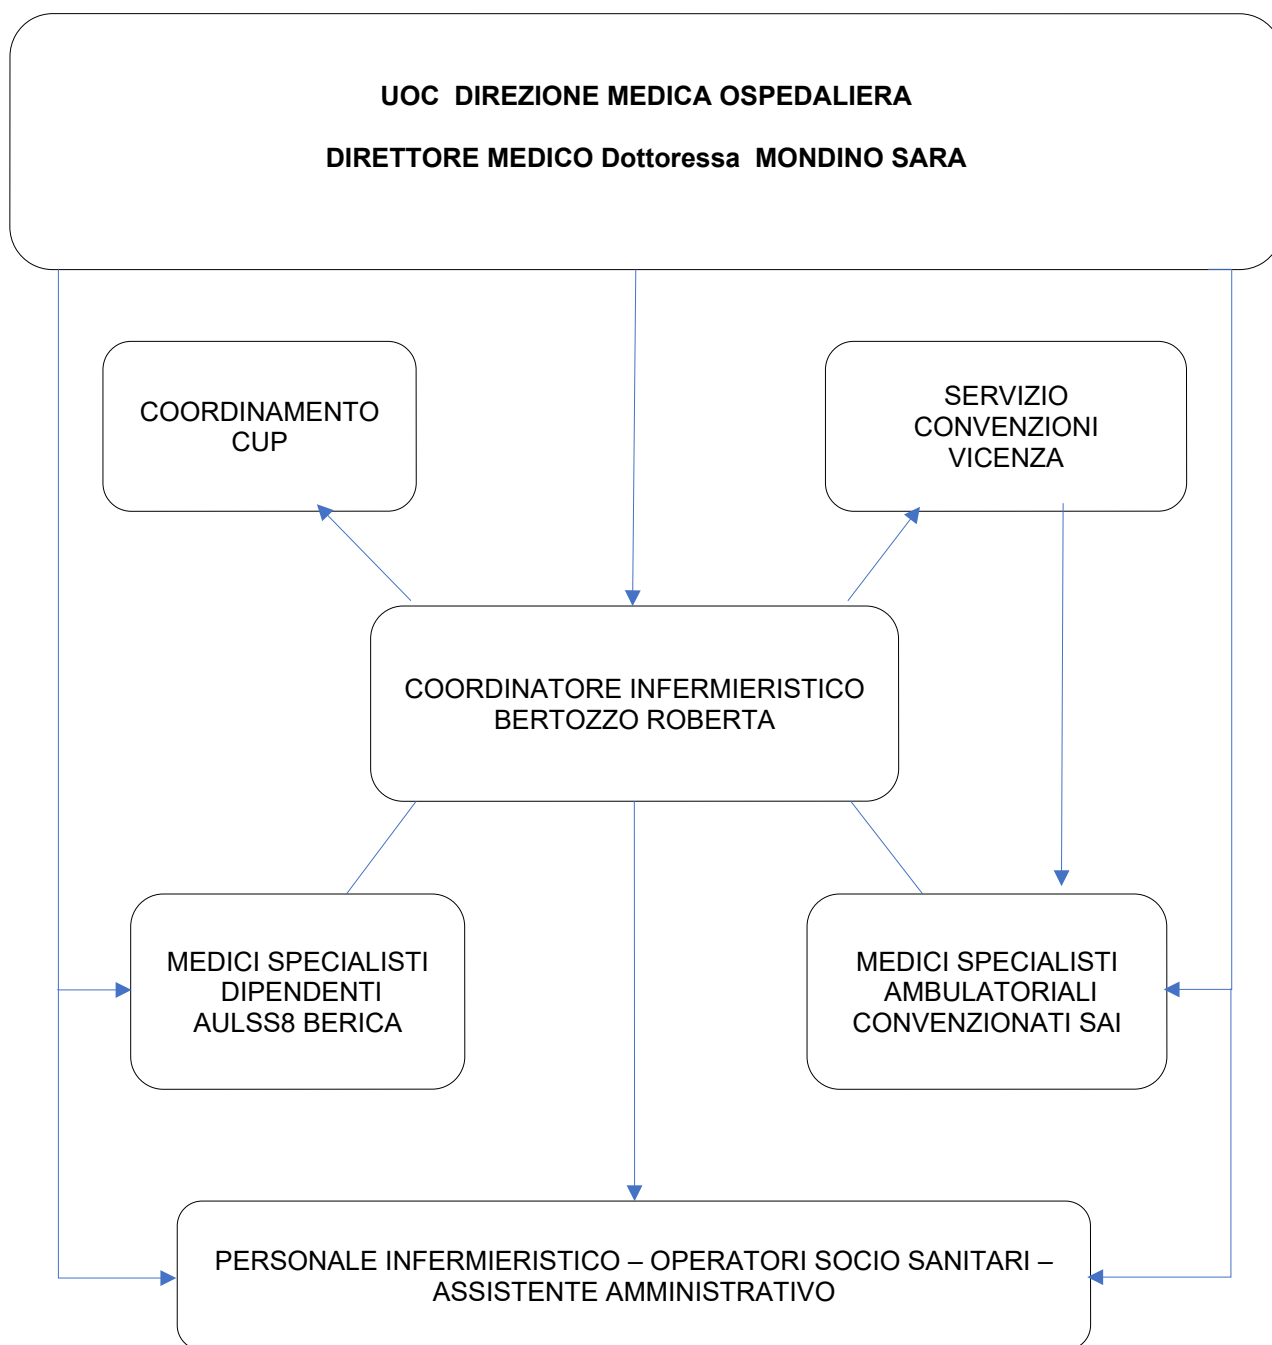 UOC DIREZIONE MEDICA OSPEDALIERA
DIRETTORE MEDICO Dottoressa MONDINO SARA
COORDINAMENTO
CUP
SERVIZIO
CONVENZIONI
VICENZA
COORDINATORE INFERMIERISTICO
BERTOZZO ROBERTA
MEDICI SPECIALISTI
DIPENDENTI
AULSS8 BERICA
MEDICI SPECIALISTI
AMBULATORIALI
CONVENZIONATI SAI
PERSONALE INFERMIERISTICO – OPERATORI SOCIO SANITARI –
ASSISTENTE AMMINISTRATIVO